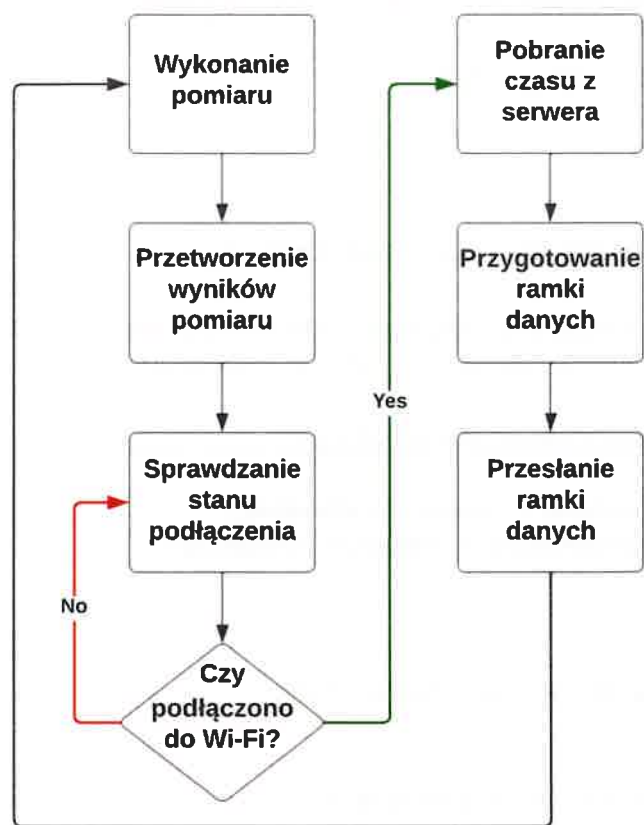 Wykonanie
pomiaru
Przetworzenie
wyników
pomiaru
Sprawdzanie
stanu
podłączenia
No
Czy
podłączono
do Wi-Fi?
Yes
Pobranie
czasu z
serwera
Przygotowanie
ramki
danych
Przesłanie
ramki
danych